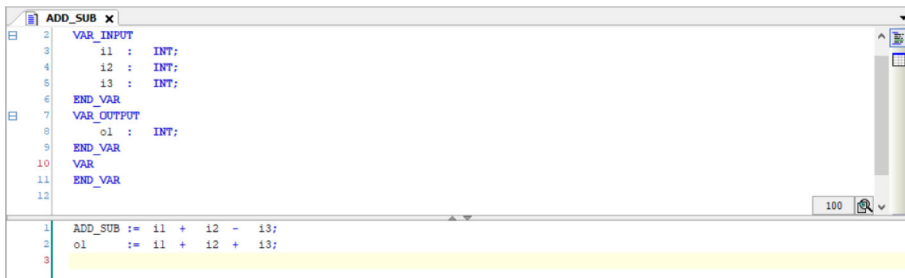 ADD_SUB X
2 VAR_INPUT
3 i1 : INT;
4 i2 : INT;
5 i3 : INT;
6 END_VAR
7 VAR_OUTPUT
8 o1 : INT;
9 END_VAR
10 VAR
11 END_VAR
12
100
1 ADD_SUB := i1 + i2 - i3;
2 o1 := i1 + i2 + i3;
3